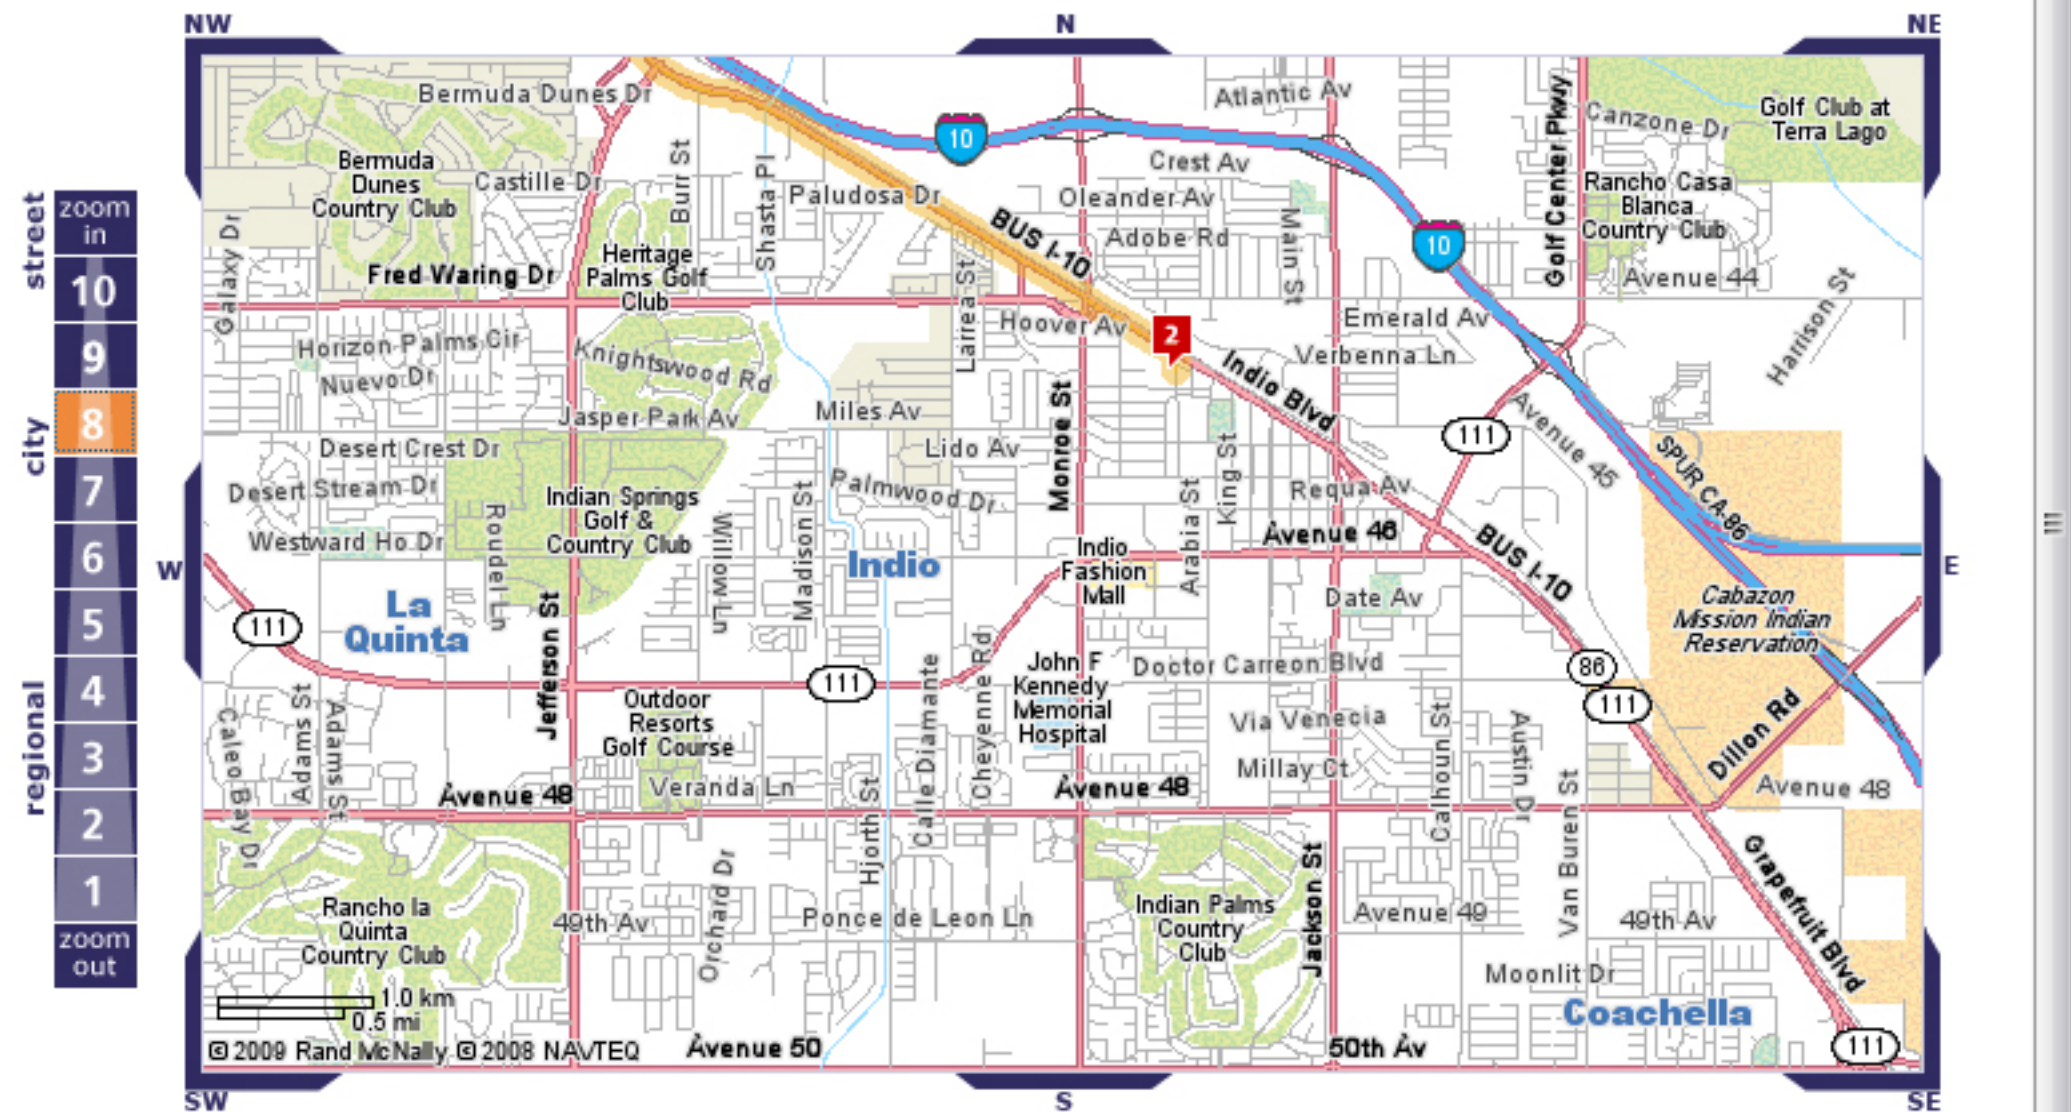 NW
N
NE
street
city
regional
zoom
in
10
9
8
7
6
5
4
3
2
1
zoom
out
W
E
SW
S
SE
Bermuda Dunes Dr
Atlantic Av
Golf Club at
Terra Lago
Canzone Dr
Golf Center Pkwy
10
Bermuda
Dunes
Country Club
Castille Dr
Burr St
Shasta Pl
Paludosa Dr
Crest Av
Oleander Av
Rancho Casa
Blanca
Country Club
BUS I-10
Adobe Rd
Main St
10
Galaxy Dr
Fred Waring Dr
Heritage
Palms Golf
Club
Avenue 44
Harrison St
Larrea St
Hoover Av
2
Emerald Av
Horizon Palms Cir
Nuevo Dr
Knightswood Rd
Indio Blvd
Verbenna Ln
Jasper Park Av
Miles Av
Monroe St
111
Avenue 45
Desert Crest Dr
Lido Av
SPUR CA-86
Desert Stream Dr
Roudel Ln
Indian Springs
Golf &
Country Club
Willow Ln
Madison St
Palmwood Dr
Arabia St
King St
Requa Av
Westward Ho Dr
Avenue 46
BUS I-10
Indio
Indio
Fashion
Mall
La
Quinta
Date Av
Cabazon
Mission Indian
Reservation
111
Jefferson St
Doctor Carreon Blvd
86
111
111
John F
Kennedy
Memorial
Hospital
Outdoor
Resorts
Golf Course
Caleo Bay Dr
Adams St
Adams St
Calle Diamante
Cheyenne Rd
Via Venecia
Calhoun St
Austin Dr
Dillon Rd
Millay Ct
Veranda Ln
Hjorth St
Avenue 48
Avenue 48
Avenue 48
Van Buren St
Grapefruit Blvd
Orchard Dr
Jackson St
Rancho la
Quinta
Country Club
49th Av
Ponce de Leon Ln
Indian Palms
Country
Club
Avenue 49
49th Av
Moonlit Dr
Coachella
1.0 km
0.5 mi
© 2009 Rand McNally © 2008 NAVTEQ
Avenue 50
50th Av
111